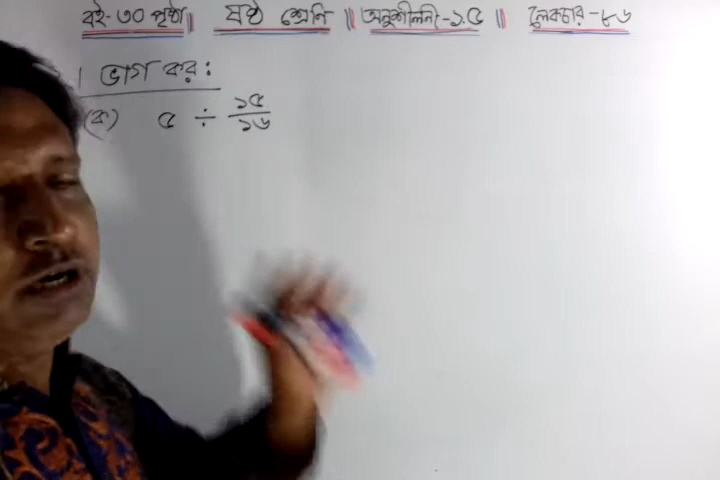 বই-৩০ পৃষ্ঠা || ষষ্ঠ শ্রেনি || অনুশীলনী-১.৫ || লেকচার-৮৬
। ভাগ কর:
(ক) ৫ ÷ ১৫/১৬